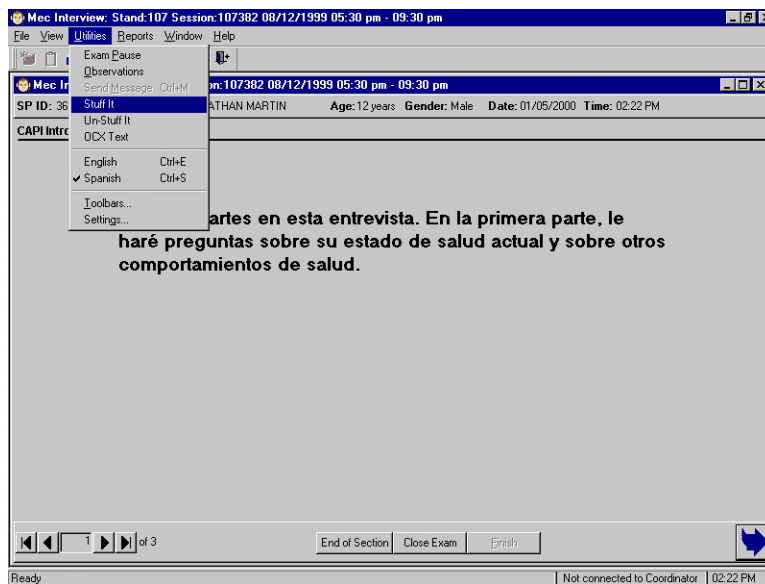 Mec Interview: Stand:107 Session:107382 08/12/1999 05:30 pm - 09:30 pm
File View Utilities Reports Window Help
Exam Pause
Observations
Send Message Ctrl+M
Stuff It
Un-Stuff It
OCX Text
English Ctrl+E
Spanish Ctrl+S
Toolbars...
Settings...
Mec In on:107382 08/12/1999 05:30 pm - 09:30 pm
SP ID: 36 ATHAN MARTIN Age: 12 years Gender: Male Date: 01/05/2000 Time: 02:22 PM
CAPI Intro
artes en esta entrevista. En la primera parte, le
haré preguntas sobre su estado de salud actual y sobre otros
comportamientos de salud.
1 of 3 End of Section Close Exam Finish
Ready Not connected to Coordinator 02:22 PM